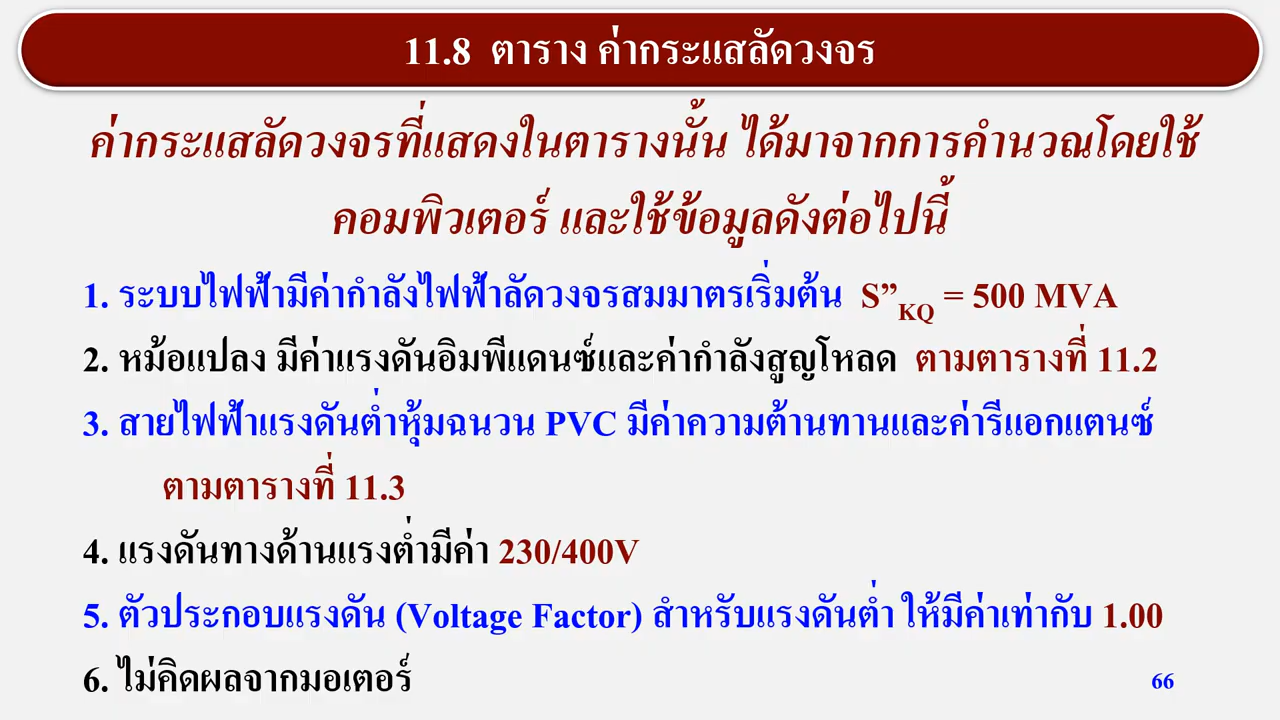 11.8 ตาราง ค่ากระแสลัดวงจร
ค่ากระแสลัดวงจรที่แสดงในตารางนั้น ได้มาจากการคำนวณโดยใช้
คอมพิวเตอร์ และใช้ข้อมูลดังต่อไปนี้
1. ระบบไฟฟ้ามีค่ากำลังไฟฟ้าลัดวงจรสมมาตรเริ่มต้น S”KQ = 500 MVA
2. หม้อแปลง มีค่าแรงดันอิมพีแดนซ์และค่ากำลังสูญโหลด ตามตารางที่ 11.2
3. สายไฟฟ้าแรงดันต่ำหุ้มฉนวน PVC มีค่าความต้านทานและค่ารีแอกแตนซ์
ตามตารางที่ 11.3
4. แรงดันทางด้านแรงต่ำมีค่า 230/400V
5. ตัวประกอบแรงดัน (Voltage Factor) สำหรับแรงดันต่ำ ให้มีค่าเท่ากับ 1.00
6. ไม่คิดผลจากมอเตอร์
66